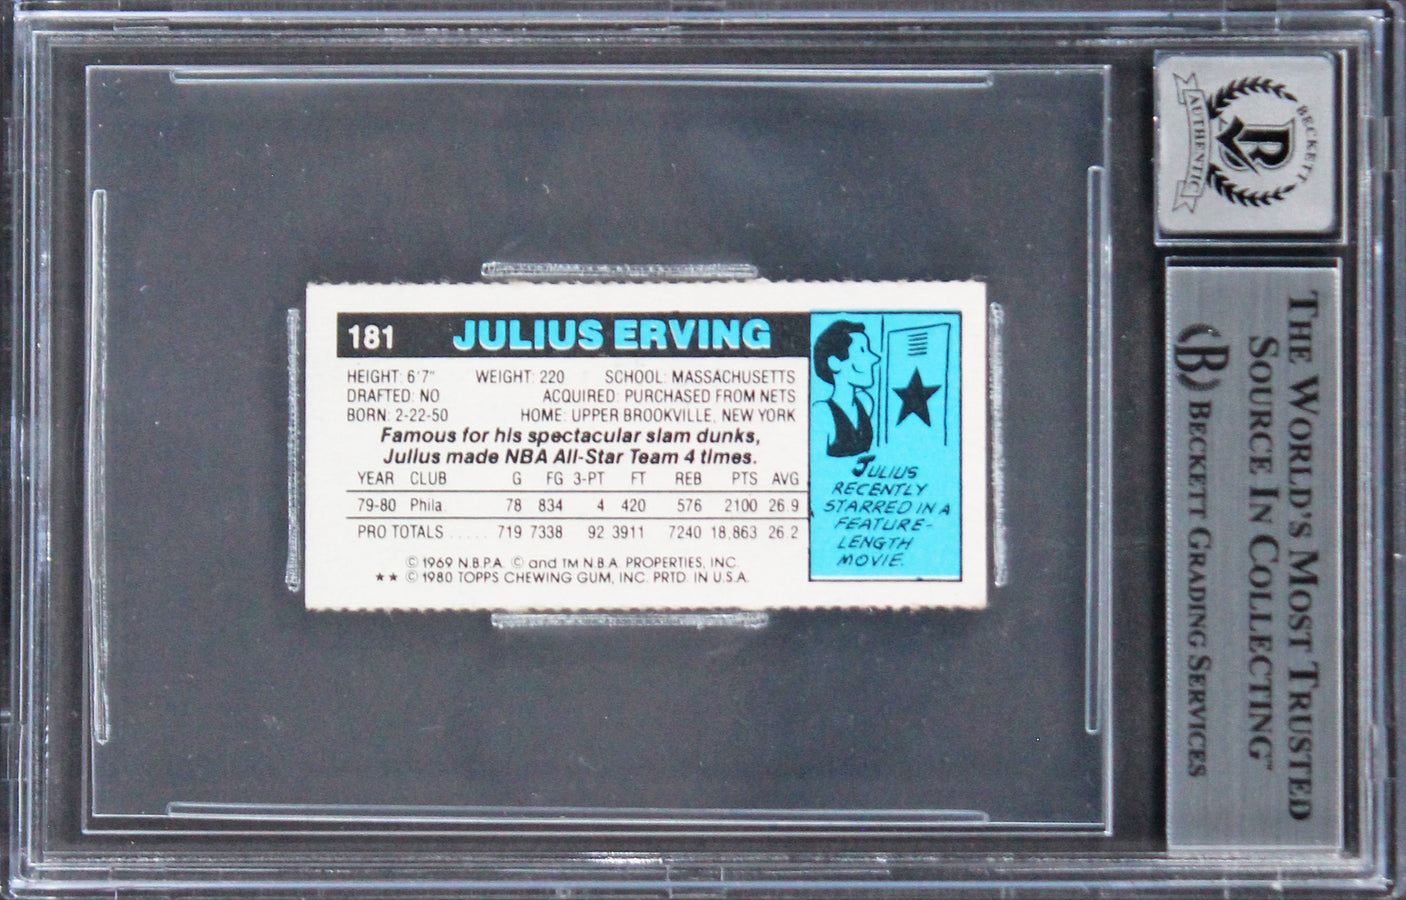 181 JULIUS ERVING
HEIGHT: 6'7" WEIGHT: 220 SCHOOL: MASSACHUSETTS
DRAFTED: NO ACQUIRED: PURCHASED FROM NETS
BORN: 2-22-50 HOME: UPPER BROOKVILLE, NEW YORK
Famous for his spectacular slam dunks,
Julius made NBA All-Star Team 4 times.
YEAR CLUB G FG 3-PT FT REB PTS AVG
79-80 Phila 78 834 4 420 576 2100 26.9
PRO TOTALS ..... 719 7338 92 3911 7240 18,863 26.2
© 1969 N.B.P.A. © and TM N.B.A. PROPERTIES, INC.
★★ © 1980 TOPPS CHEWING GUM, INC. PRTD. IN U.S.A.
JULIUS
RECENTLY
STARRED IN A
FEATURE-
LENGTH
MOVIE.
BECKETT
B
AUTHENTIC
THE WORLD'S MOST TRUSTED
SOURCE IN COLLECTING™
B BECKETT GRADING SERVICES